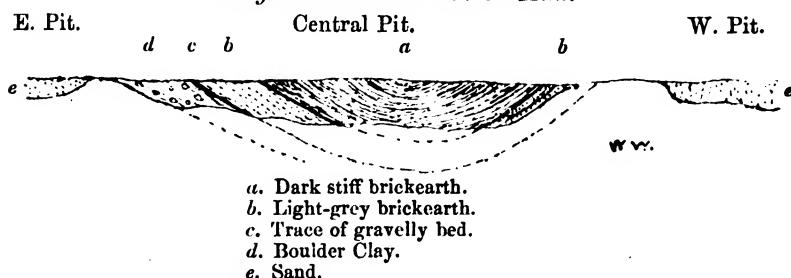 E. Pit. Central Pit. W. Pit.
d c b a b
e e
W W.
a. Dark stiff brickearth.
b. Light-grey brickearth.
c. Trace of gravelly bed.
d. Boulder Clay.
e. Sand.